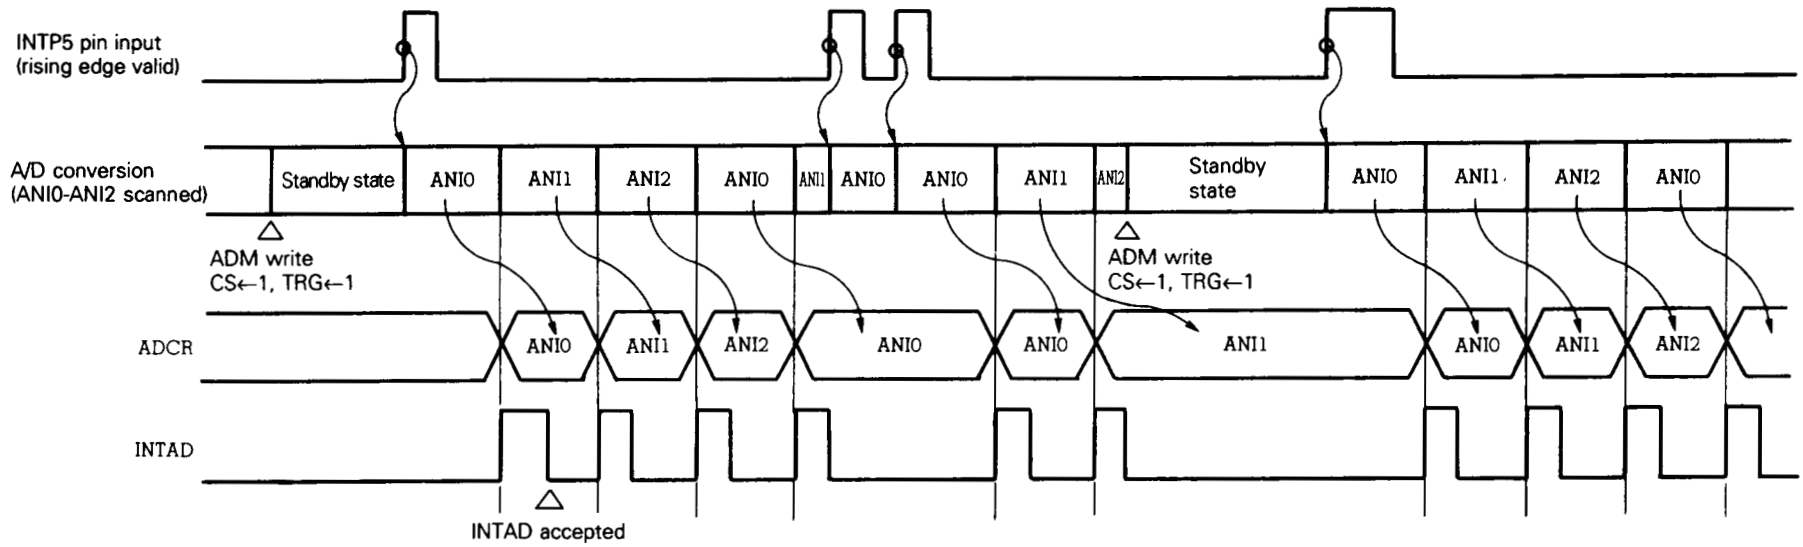 INTP5 pin input
(rising edge valid)
A/D conversion
(ANI0-ANI2 scanned)
Standby state
ANI0
ANI1
ANI2
ANI0
ANI1
ANI0
ANI0
ANI1
ANI2
Standby
state
ANI0
ANI1
ANI2
ANI0
ADM write
CS←1, TRG←1
ADM write
CS←1, TRG←1
ADCR
ANI0
ANI1
ANI2
ANI0
ANI0
ANI1
ANI0
ANI1
ANI2
INTAD
INTAD accepted